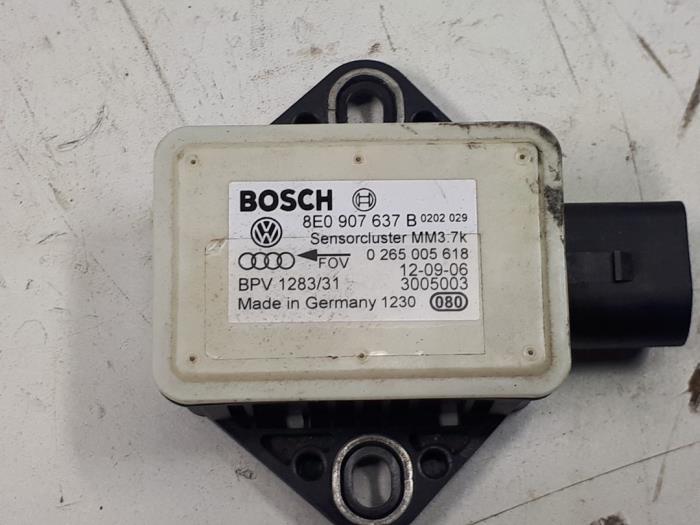 BOSCH
8E0 907 637 B 0202 029
Sensorcluster MM3.7k
FOV 0 265 005 618
12-09-06
BPV 1283/31 3005003
Made in Germany 1230 080